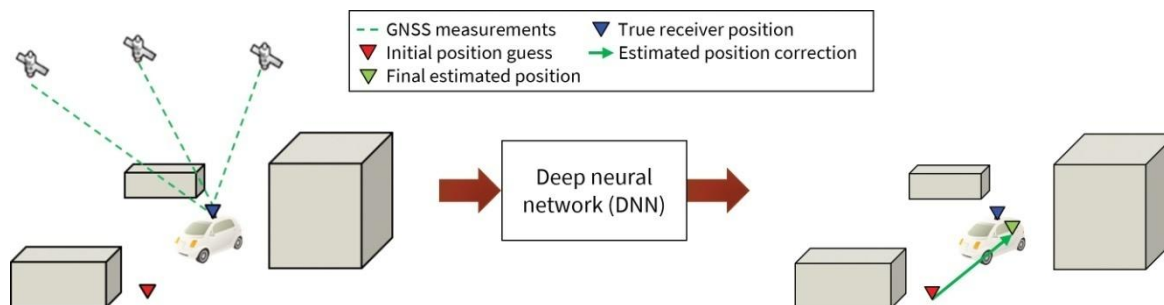 GNSS measurements
True receiver position
Initial position guess
Estimated position correction
Final estimated position
Deep neural
network (DNN)